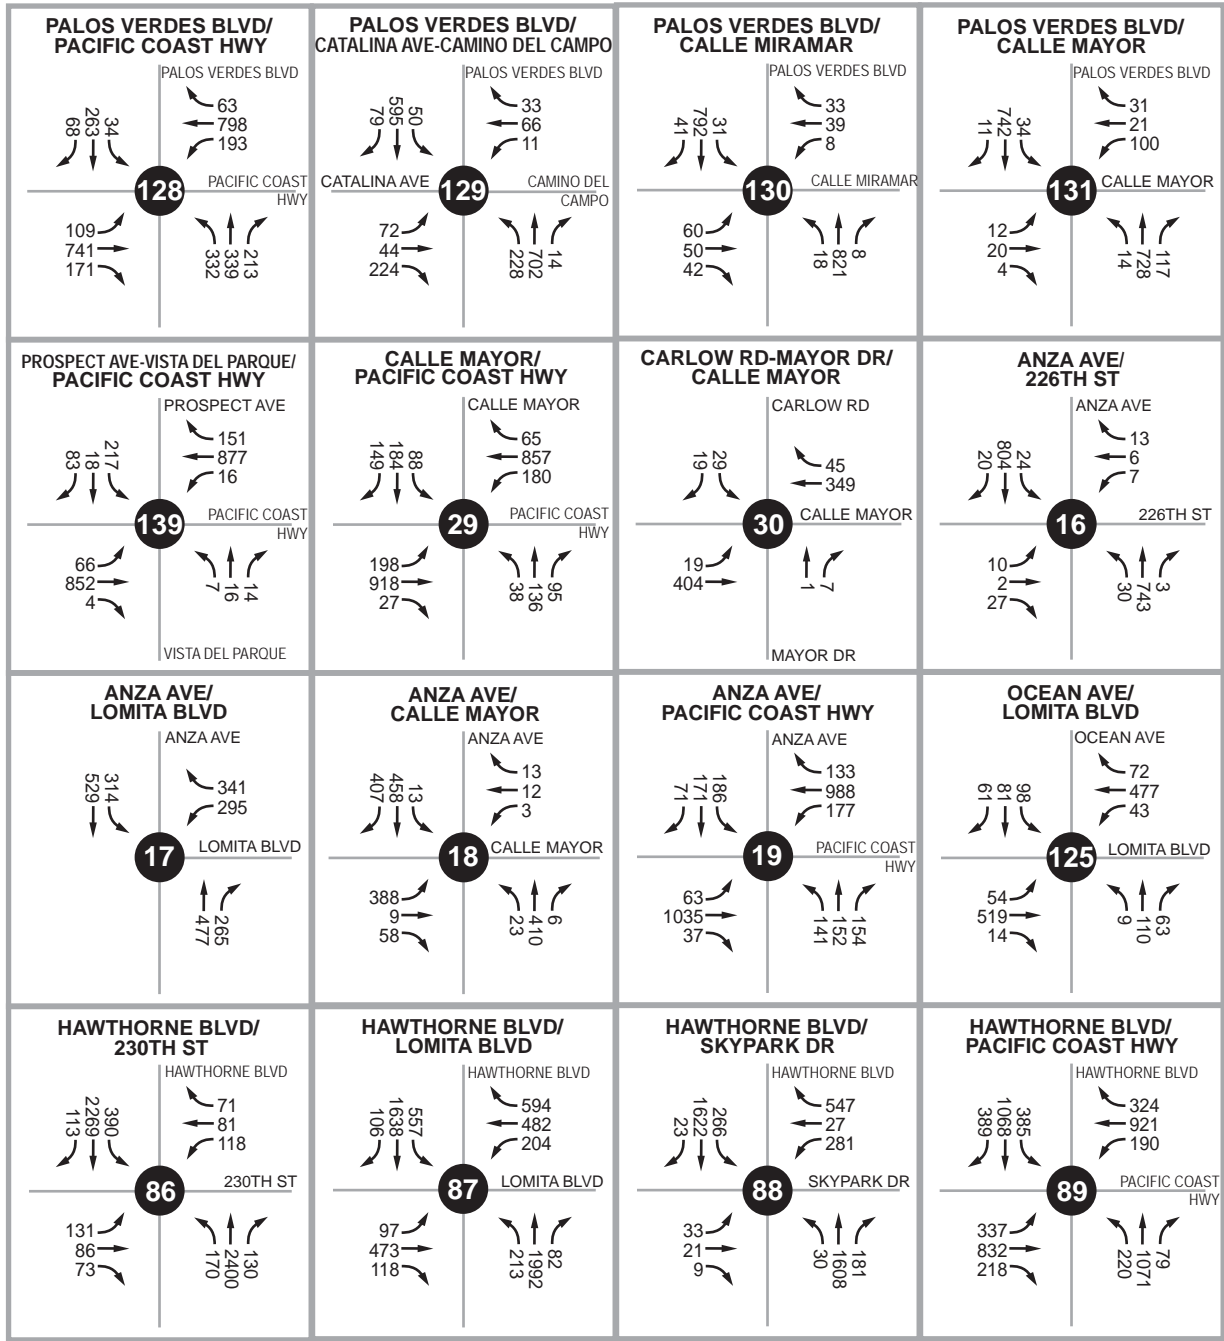 PALOS VERDES BLVD/
PACIFIC COAST HWY
PALOS VERDES BLVD
68
263
34
63
798
193
128
PACIFIC COAST
HWY
109
741
171
332
339
213
PALOS VERDES BLVD/
CATALINA AVE-CAMINO DEL CAMPO
PALOS VERDES BLVD
79
595
50
33
66
11
CATALINA AVE
129
CAMINO DEL
CAMPO
72
44
224
228
702
14
PALOS VERDES BLVD/
CALLE MIRAMAR
PALOS VERDES BLVD
41
792
31
33
39
8
130
CALLE MIRAMAR
60
50
42
18
821
8
PALOS VERDES BLVD/
CALLE MAYOR
PALOS VERDES BLVD
11
742
34
31
21
100
131
CALLE MAYOR
12
20
4
14
728
117
PROSPECT AVE-VISTA DEL PARQUE/
PACIFIC COAST HWY
PROSPECT AVE
83
18
217
151
877
16
139
PACIFIC COAST
HWY
66
852
4
7
16
14
VISTA DEL PARQUE
CALLE MAYOR/
PACIFIC COAST HWY
CALLE MAYOR
149
184
88
65
857
180
29
PACIFIC COAST
HWY
198
918
27
38
136
95
CARLOW RD-MAYOR DR/
CALLE MAYOR
CARLOW RD
19
29
45
349
30
CALLE MAYOR
19
404
1
7
MAYOR DR
ANZA AVE/
226TH ST
ANZA AVE
20
804
24
13
6
7
16
226TH ST
10
2
27
30
743
3
ANZA AVE/
LOMITA BLVD
ANZA AVE
529
314
341
295
17
LOMITA BLVD
477
265
ANZA AVE/
CALLE MAYOR
ANZA AVE
407
458
13
13
12
3
18
CALLE MAYOR
388
9
58
23
410
6
ANZA AVE/
PACIFIC COAST HWY
ANZA AVE
71
171
186
133
988
177
19
PACIFIC COAST
HWY
63
1035
37
141
152
154
OCEAN AVE/
LOMITA BLVD
OCEAN AVE
61
81
98
72
477
43
125
LOMITA BLVD
54
519
14
9
110
63
HAWTHORNE BLVD/
230TH ST
HAWTHORNE BLVD
113
2269
390
71
81
118
86
230TH ST
131
86
73
170
2400
130
HAWTHORNE BLVD/
LOMITA BLVD
HAWTHORNE BLVD
106
1638
557
594
482
204
87
LOMITA BLVD
97
473
118
213
1992
82
HAWTHORNE BLVD/
SKYPARK DR
HAWTHORNE BLVD
23
1622
266
547
27
281
88
SKYPARK DR
33
21
9
30
1608
181
HAWTHORNE BLVD/
PACIFIC COAST HWY
HAWTHORNE BLVD
389
1068
385
324
921
190
89
PACIFIC COAST
HWY
337
832
218
220
1071
79